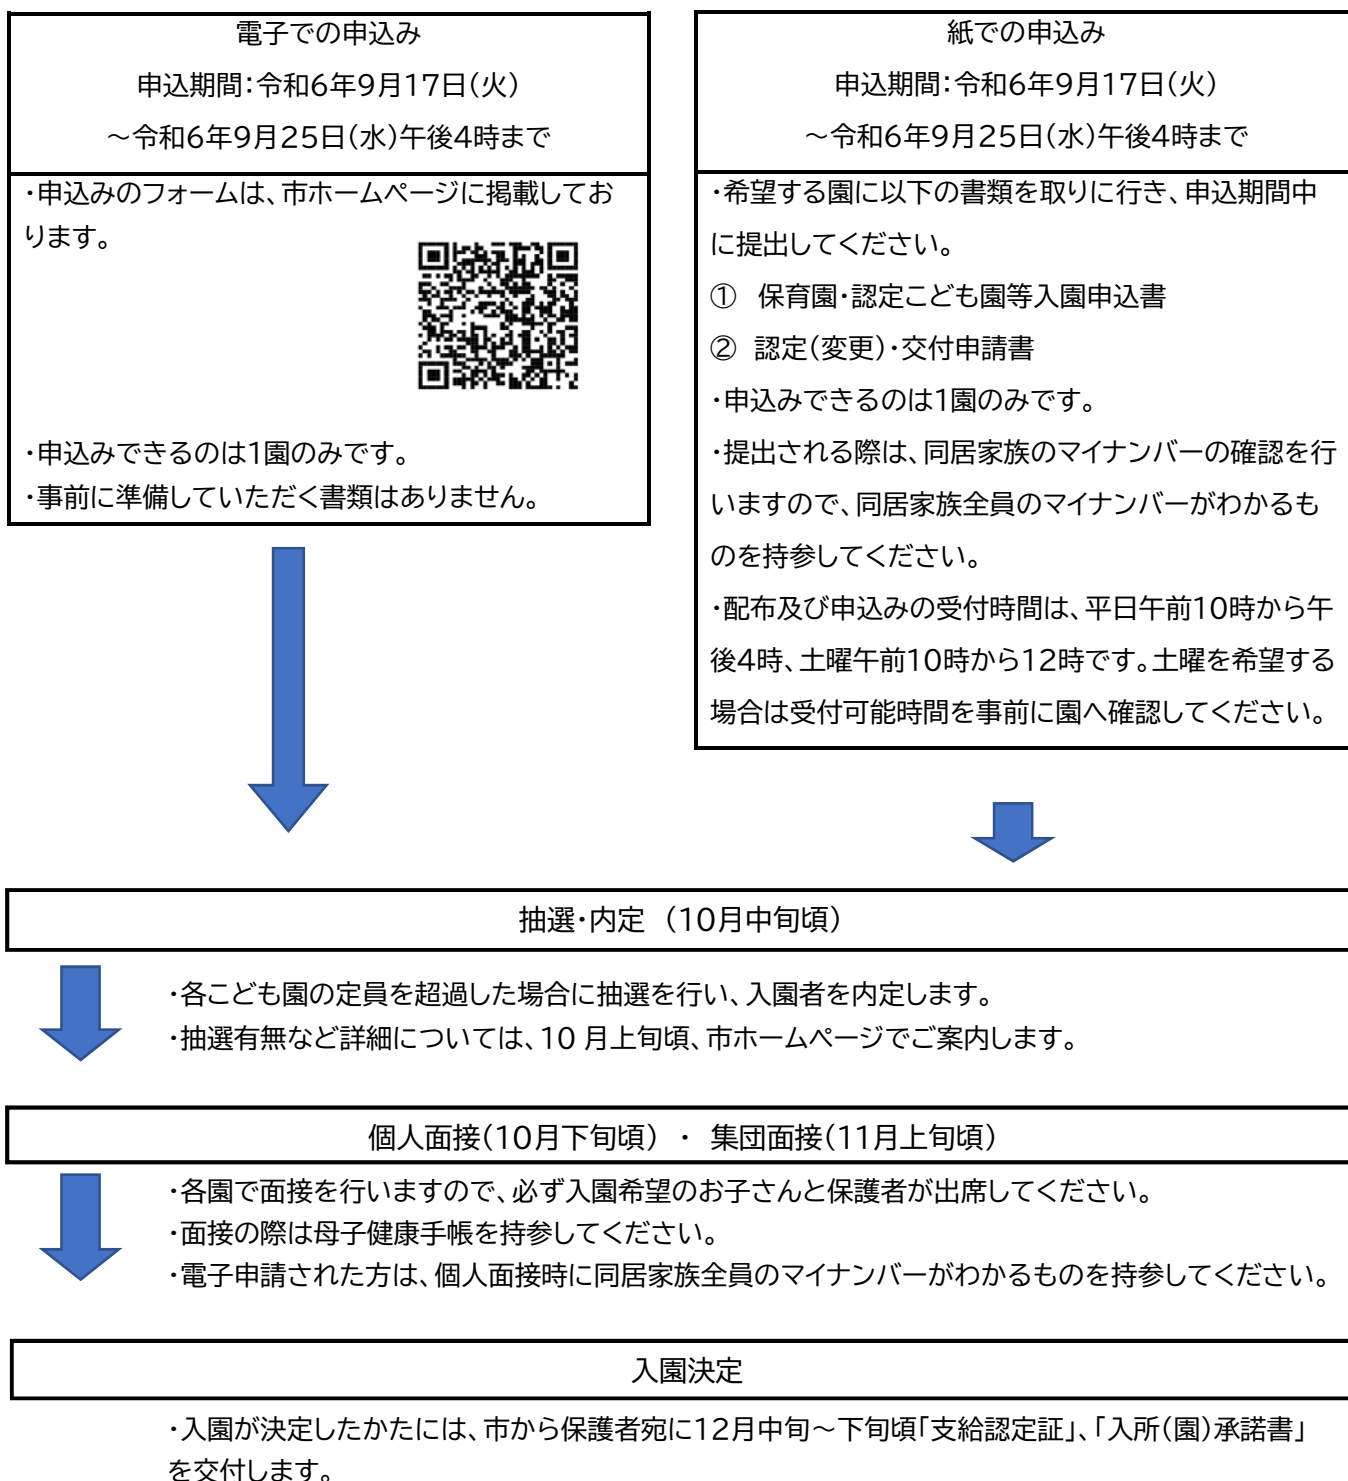 電子での申込み
申込期間：令和6年9月17日（火）
～令和6年9月25日（水）午後4時まで
・申込みのフォームは、市ホームページに掲載してお
ります。
・申込みできるのは1園のみです。
・事前に準備していただく書類はありません。
紙での申込み
申込期間：令和6年9月17日（火）
～令和6年9月25日（水）午後4時まで
・希望する園に以下の書類を取りに行き、申込期間中
に提出してください。
① 保育園・認定こども園等入園申込書
② 認定（変更）・交付申請書
・申込みできるのは1園のみです。
・提出される際は、同居家族のマイナンバーの確認を行
いますので、同居家族全員のマイナンバーがわかるも
のを持参してください。
・配布及び申込みの受付時間は、平日午前10時から午
後4時、土曜午前10時から12時です。土曜を希望する
場合は受付可能時間を事前に園へ確認してください。
抽選・内定 （10月中旬頃）
・各こども園の定員を超過した場合に抽選を行い、入園者を内定します。
・抽選有無など詳細については、10 月上旬頃、市ホームページでご案内します。
個人面接（10月下旬頃） ・ 集団面接（11月上旬頃）
・各園で面接を行いますので、必ず入園希望のお子さんと保護者が出席してください。
・面接の際は母子健康手帳を持参してください。
・電子申請された方は、個人面接時に同居家族全員のマイナンバーがわかるものを持参してください。
入園決定
・入園が決定したかたには、市から保護者宛に12月中旬～下旬頃「支給認定証」、「入所（園）承諾書」
を交付します。